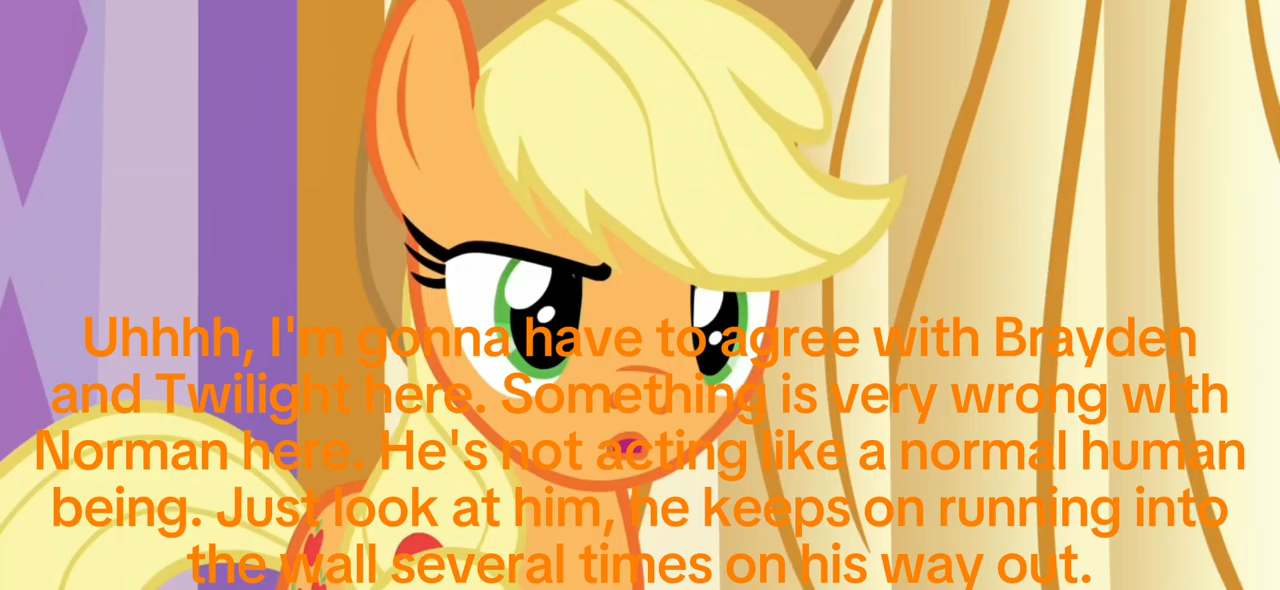 Uhhhh, I'm gonna have to agree with Brayden
and Twilight here. Something is very wrong with
Norman here. He's not acting like a normal human
being. Just look at him, he keeps on running into
the wall several times on his way out.